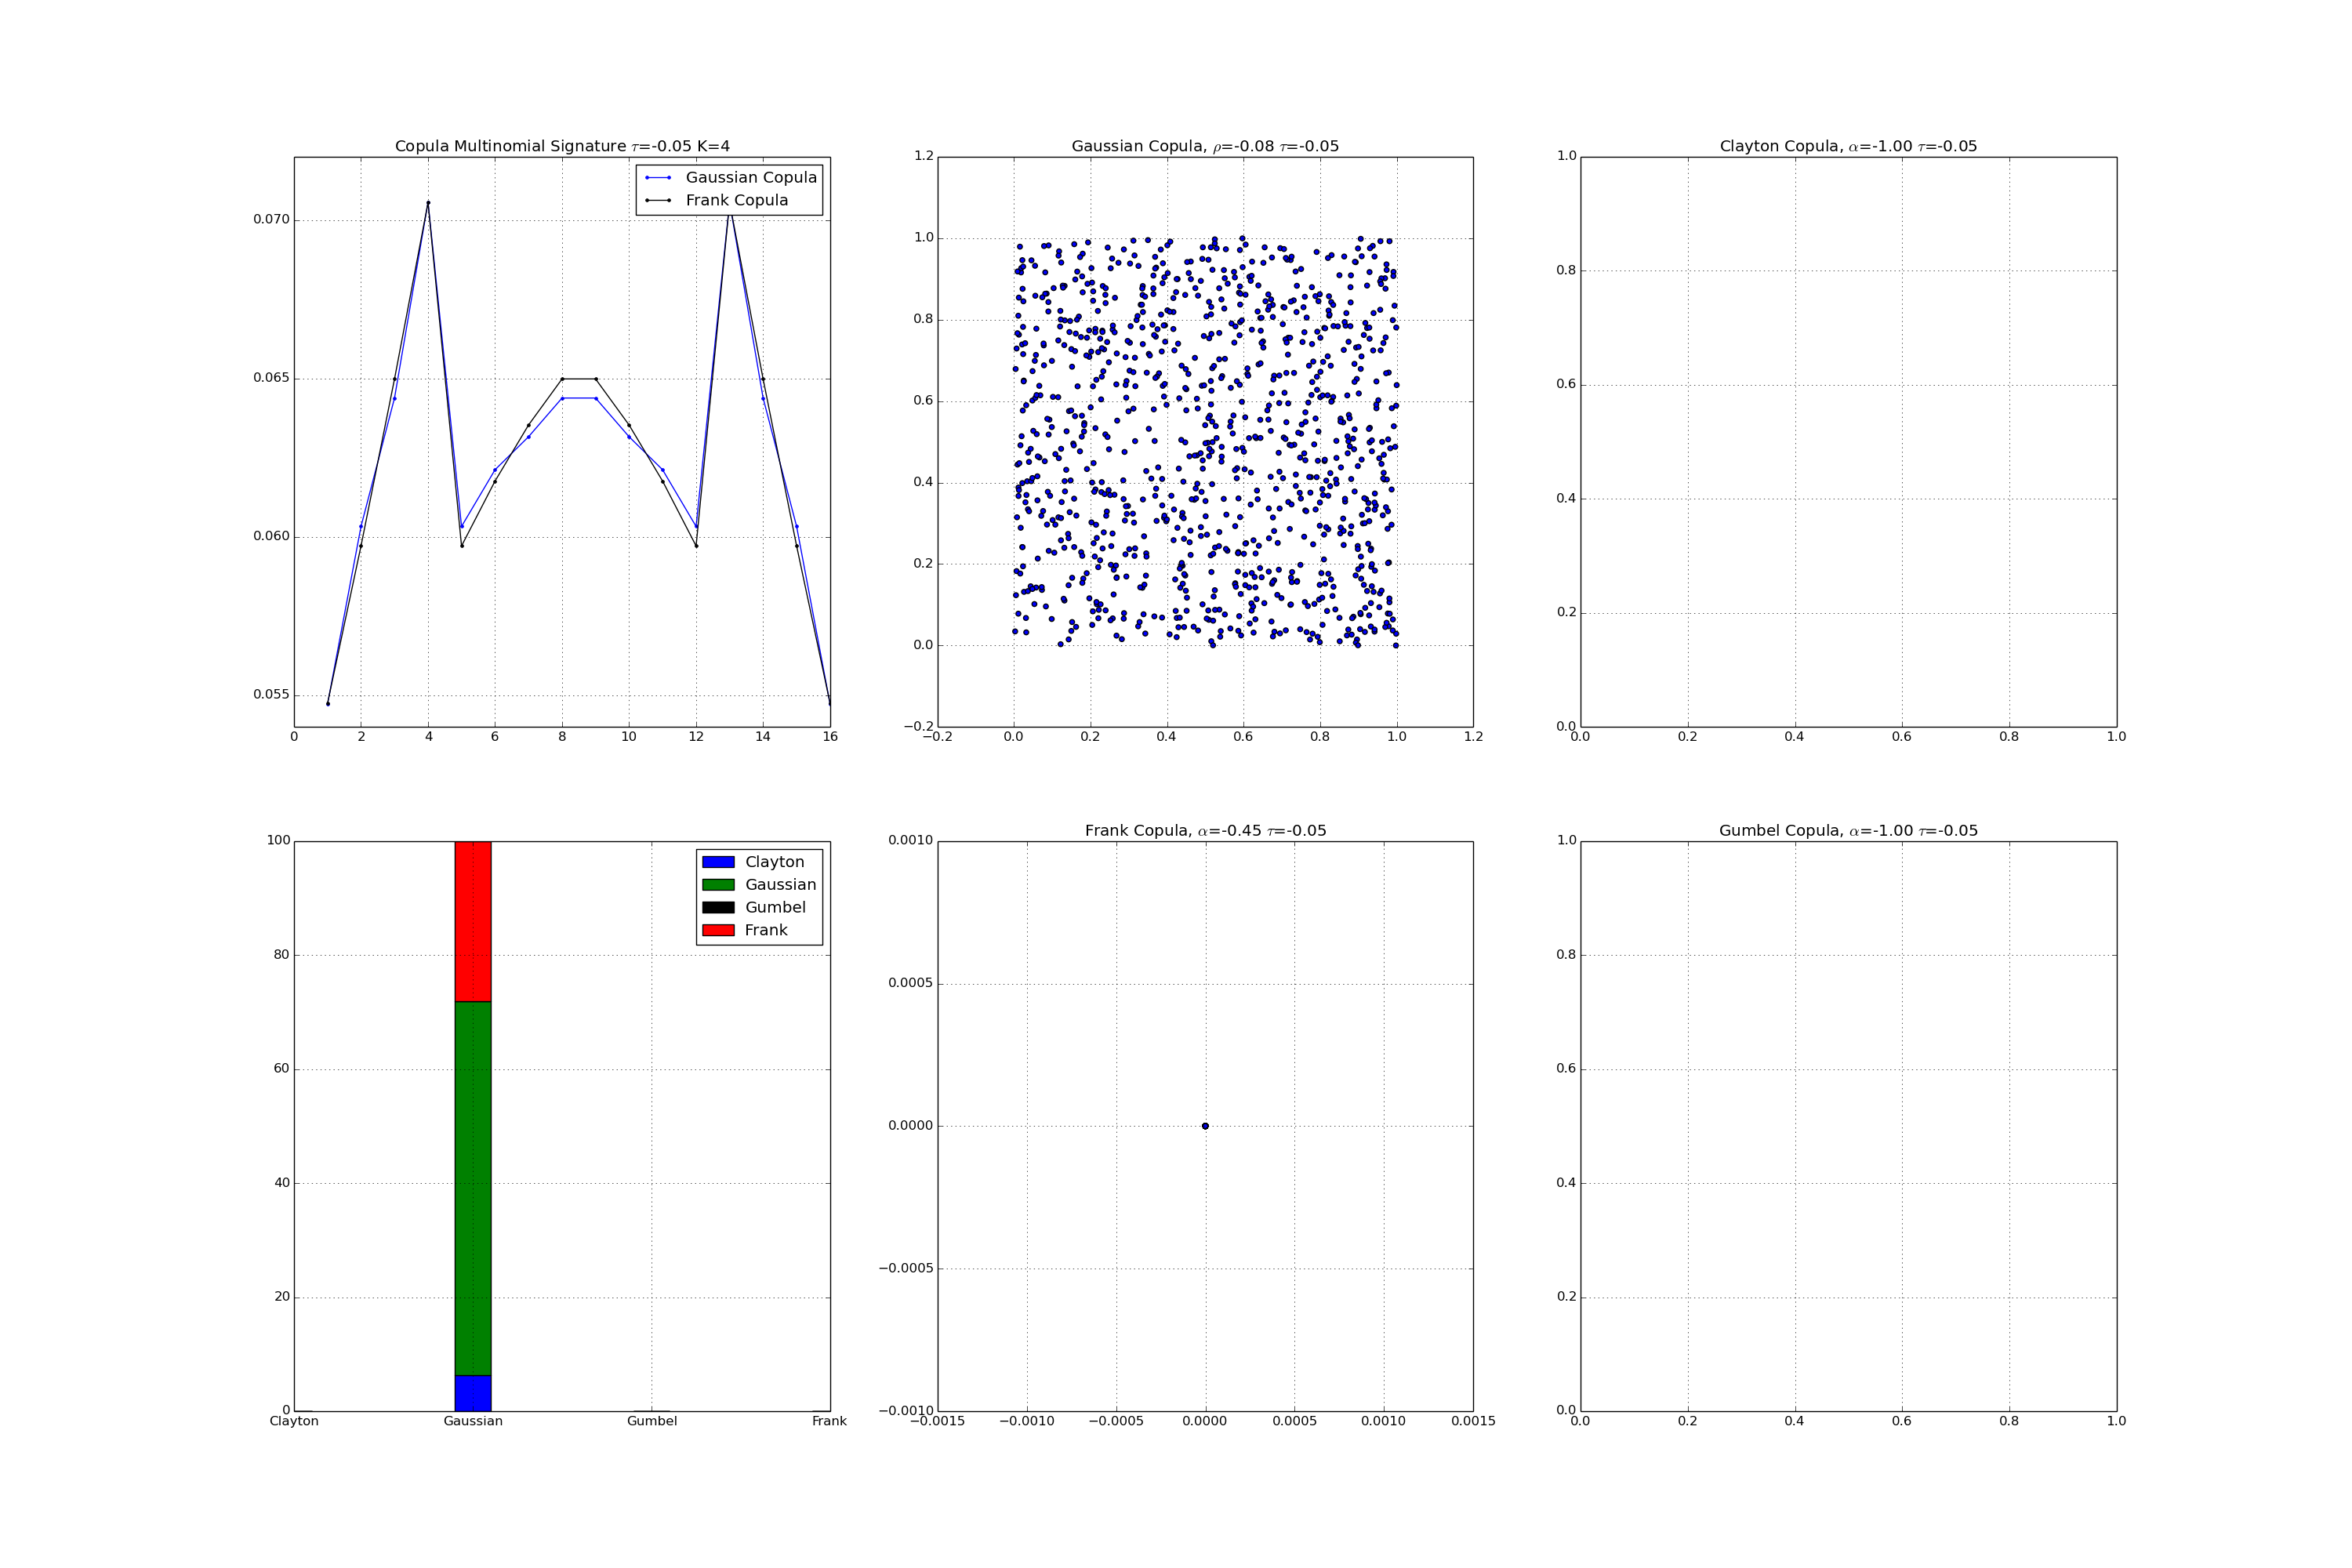 Copula Multinomial Signature τ=-0.05 K=4
Gaussian Copula
Frank Copula
0.070
0.065
0.060
0.055
0 2 4 6 8 10 12 14 16
Gaussian Copula, ρ=-0.08 τ=-0.05
1.2
1.0
0.8
0.6
0.4
0.2
0.0
−0.2
−0.2 0.0 0.2 0.4 0.6 0.8 1.0 1.2
Clayton Copula, α=-1.00 τ=-0.05
1.0
0.8
0.6
0.4
0.2
0.0
0.0 0.2 0.4 0.6 0.8 1.0
100
80
60
40
20
0
Clayton
Gaussian
Gumbel
Frank
Clayton Gaussian Gumbel Frank
Frank Copula, α=-0.45 τ=-0.05
0.0010
0.0005
0.0000
−0.0005
−0.0010
−0.0015 −0.0010 −0.0005 0.0000 0.0005 0.0010 0.0015
Gumbel Copula, α=-1.00 τ=-0.05
1.0
0.8
0.6
0.4
0.2
0.0
0.0 0.2 0.4 0.6 0.8 1.0